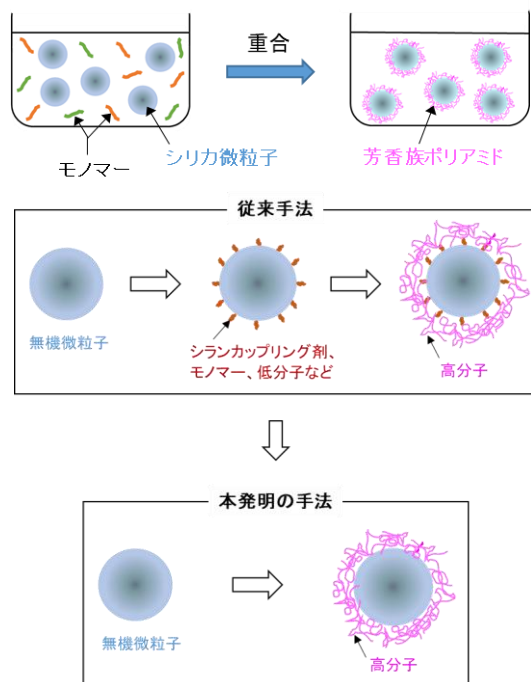 重合
モノマー
シリカ微粒子
芳香族ポリアミド
従来手法
無機微粒子
シランカップリング剤、
モノマー、低分子など
高分子
本発明の手法
無機微粒子
高分子